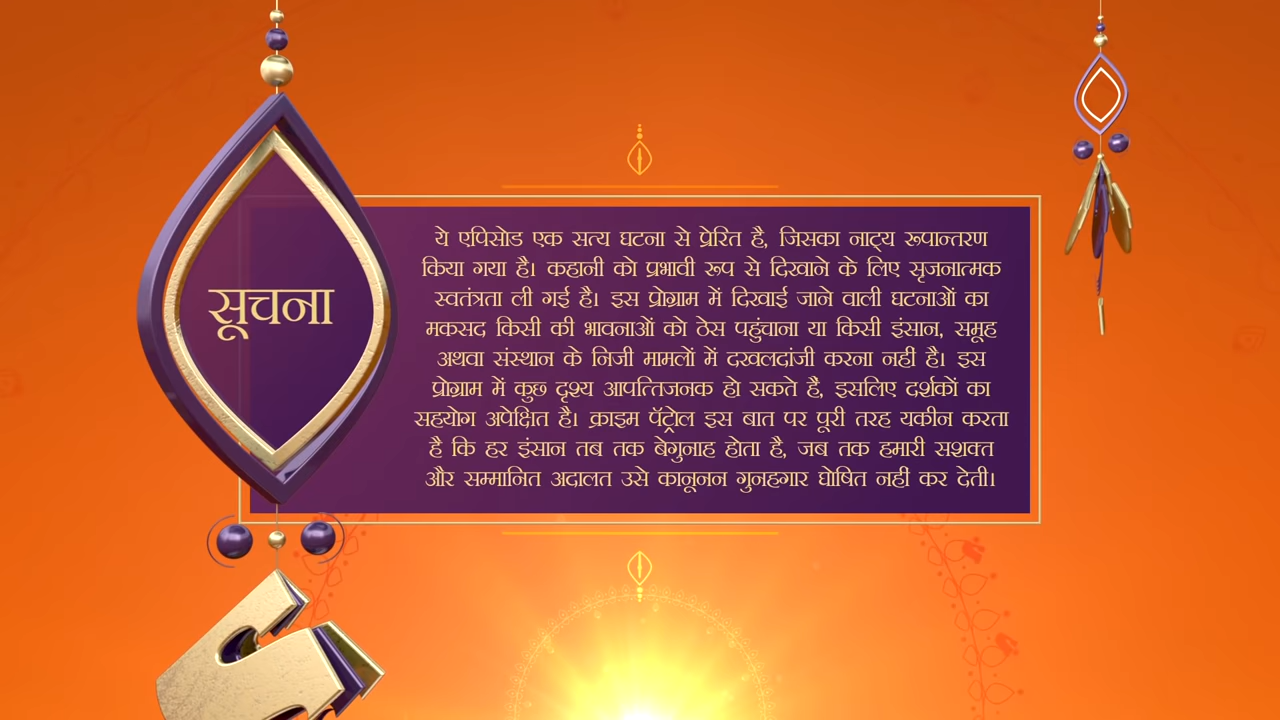 सूचना
ये एपिसोड एक सत्य घटना से प्रेरित है, जिसका नाट्य रूपान्तरण
किया गया है। कहानी को प्रभावी रूप से दिखाने के लिए सृजनात्मक
स्वतंत्रता ली गई है। इस प्रोग्राम में दिखाई जाने वाली घटनाओं का
मकसद किसी की भावनाओं को ठेस पहुंचाना या किसी इंसान, समूह
अथवा संस्थान के निजी मामलों में दखलदांजी करना नहीं है। इस
प्रोग्राम में कुछ दृश्य आपत्तिजनक हो सकते हैं, इसलिए दर्शकों का
सहयोग अपेक्षित है। क्राइम पॅट्रोल इस बात पर पूरी तरह यकीन करता
है कि हर इंसान तब तक बेगुनाह होता है, जब तक हमारी सशक्त
और सम्मानित अदालत उसे कानूनन गुनहगार घोषित नहीं कर देती।